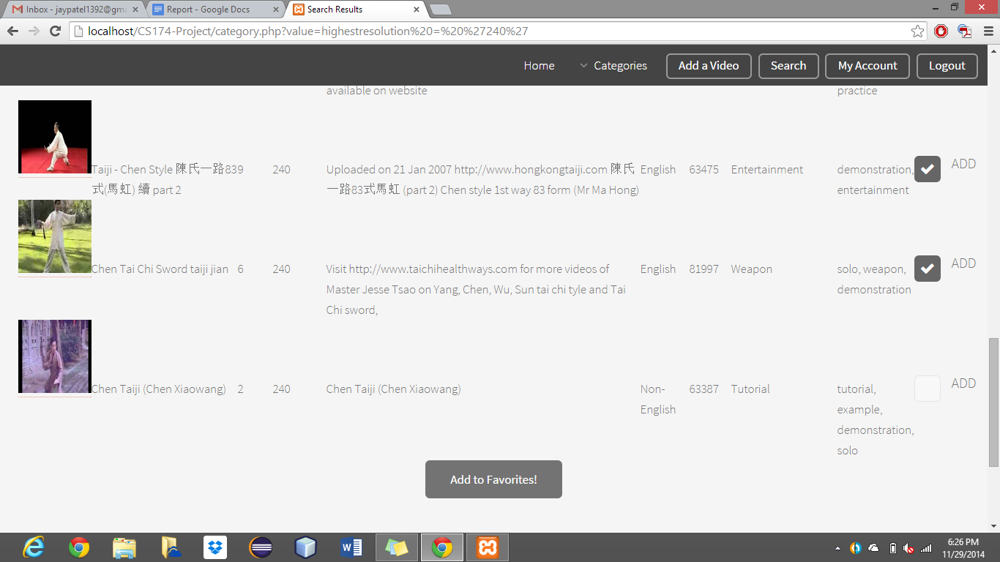 Inbox - jaypatel1392@gma
Report - Google Docs
Search Results
localhost/CS174-Project/category.php?value=highestresolution%20=%20%27240%27
Home
Categories
Add a Video
Search
My Account
Logout
available on website
practice
Taiji - Chen Style 陳氏一路83 9 240 Uploaded on 21 Jan 2007 http://www.hongkongtaiji.com 陳氏 English 63475 Entertainment demonstration, ADD
式(馬虹) 續 part 2 一路83式馬虹 (part 2) Chen style 1st way 83 form (Mr Ma Hong) entertainment
Chen Tai Chi Sword taiji jian 6 240 Visit http://www.taichihealthways.com for more videos of English 81997 Weapon solo, weapon, ADD
Master Jesse Tsao on Yang, Chen, Wu, Sun tai chi tyle and Tai demonstration
Chi sword,
Chen Taiji (Chen Xiaowang) 2 240 Chen Taiji (Chen Xiaowang) Non- 63387 Tutorial tutorial, ADD
English example,
demonstration,
solo
Add to Favorites!
6:26 PM
11/29/2014